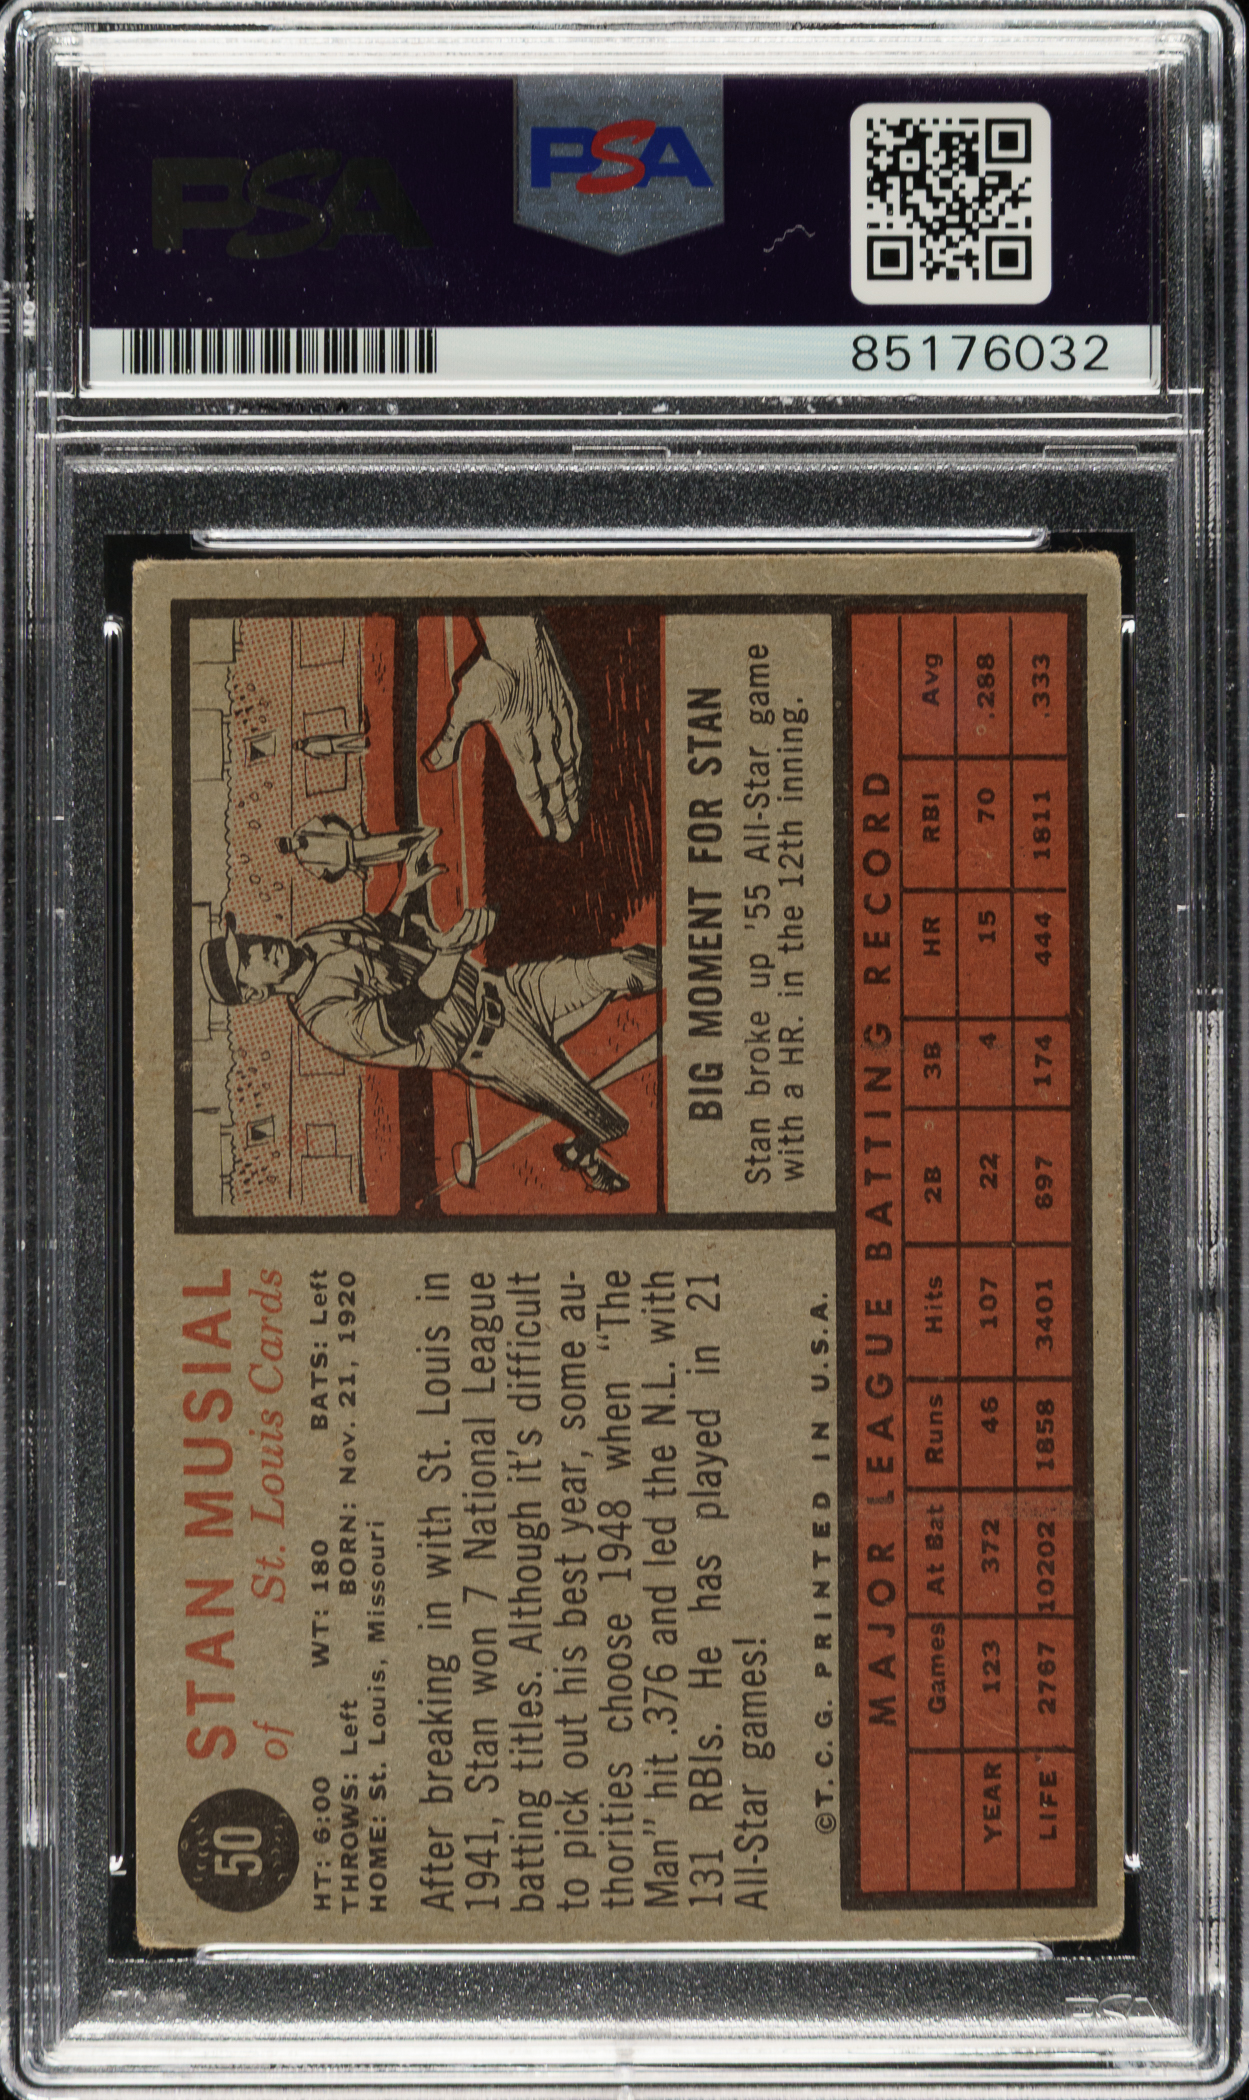 PSA
PSA
85176032
50
STAN MUSIAL
of St. Louis Cards
HT: 6:00 WT: 180 BATS: Left
THROWS: Left BORN: Nov. 21, 1920
HOME: St. Louis, Missouri
After breaking in with St. Louis in
1941, Stan won 7 National League
batting titles. Although it's difficult
to pick out his best year, some au-
thorities choose 1948 when "The
Man" hit .376 and led the N.L. with
131 RBIs. He has played in 21
All-Star games!
©T.C.G. PRINTED IN U.S.A.
BIG MOMENT FOR STAN
Stan broke up '55 All-Star game
with a HR. in the 12th inning.
MAJOR LEAGUE BATTING RECORD
Games At Bat Runs Hits 2B 3B HR RBI Avg
YEAR 123 372 46 107 22 4 15 70 .288
LIFE 2767 10202 1858 3401 697 174 444 1811 .333
PSA